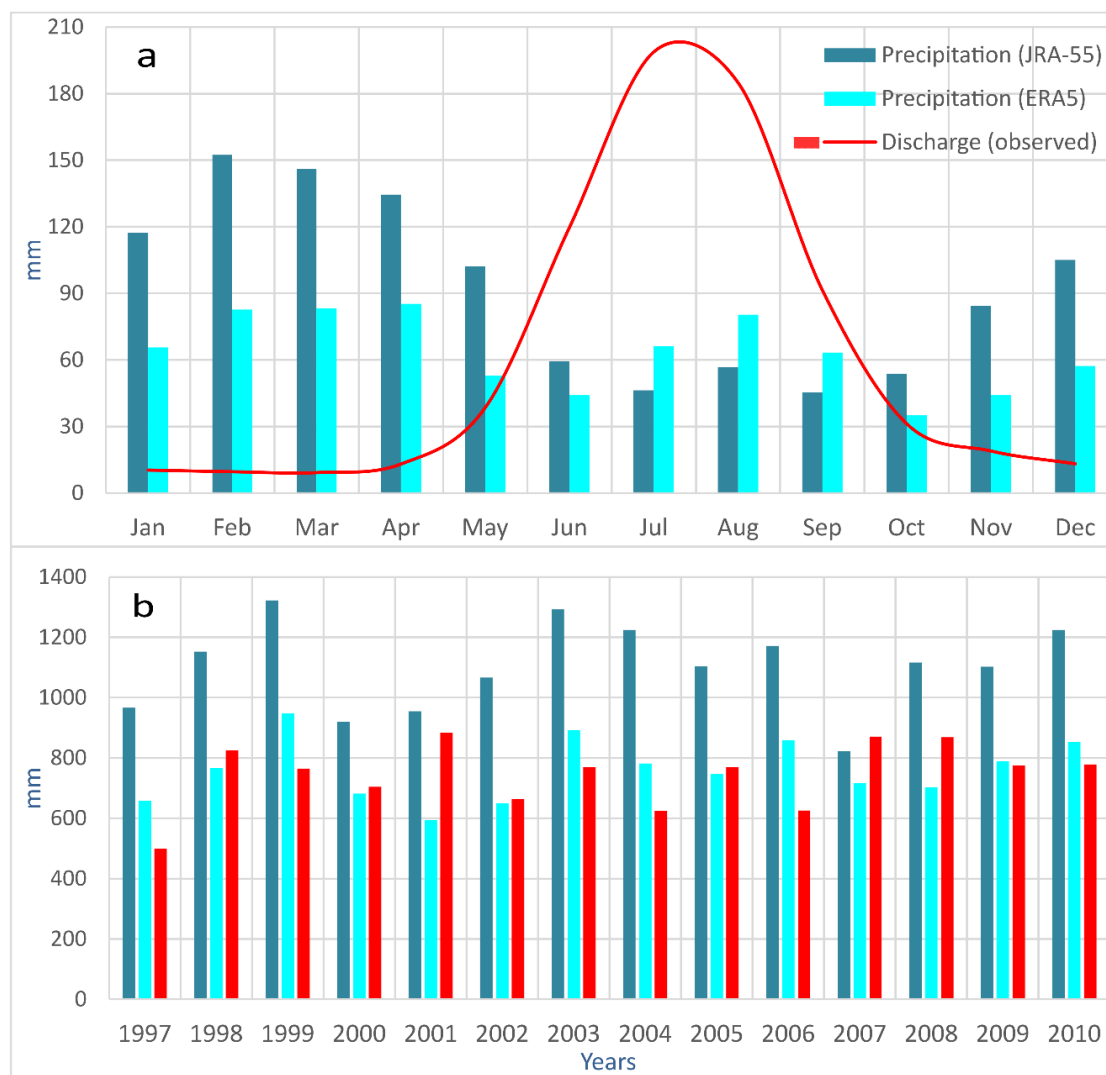 210
a
Precipitation (JRA-55)
180
Precipitation (ERA5)
Discharge (observed)
150
120
mm
90
60
30
0
Jan Feb Mar Apr May Jun Jul Aug Sep Oct Nov Dec
1400
b
1200
1000
800
mm
600
400
200
0
1997 1998 1999 2000 2001 2002 2003 2004 2005 2006 2007 2008 2009 2010
Years